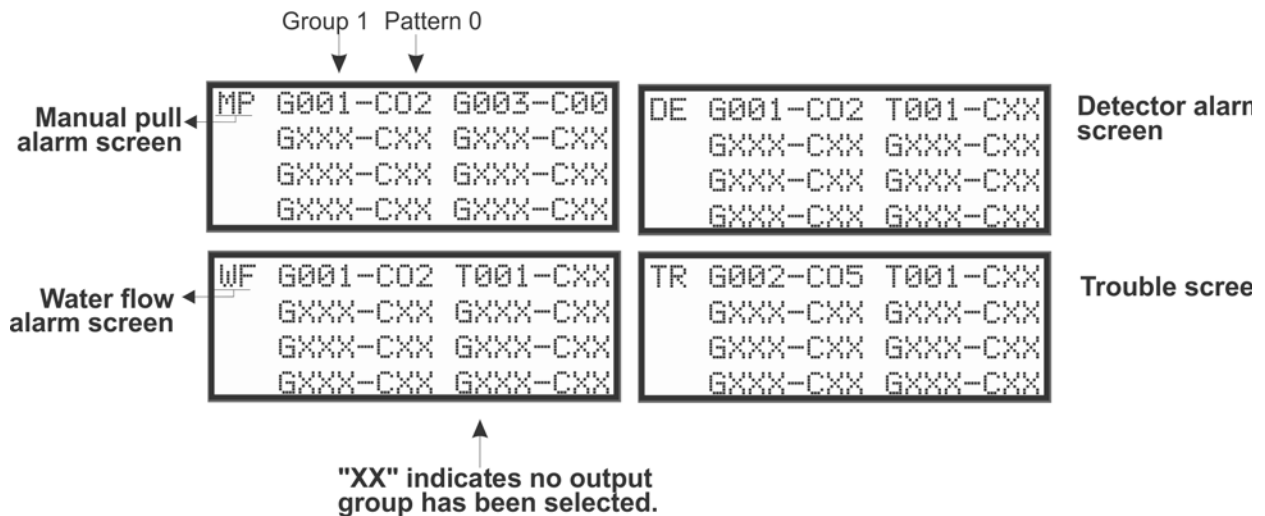 Group 1 Pattern 0
Manual pull
alarm screen
MP G001-CO2 G003-C00
GXXX-CXX GXXX-CXX
GXXX-CXX GXXX-CXX
GXXX-CXX GXXX-CXX
DE G001-CO2 T001-CXX
GXXX-CXX GXXX-CXX
GXXX-CXX GXXX-CXX
GXXX-CXX GXXX-CXX
Detector alarm
screen
Water flow
alarm screen
WF G001-CO2 T001-CXX
GXXX-CXX GXXX-CXX
GXXX-CXX GXXX-CXX
GXXX-CXX GXXX-CXX
TR G002-CO5 T001-CXX
GXXX-CXX GXXX-CXX
GXXX-CXX GXXX-CXX
GXXX-CXX GXXX-CXX
Trouble scree
"XX" indicates no output
group has been selected.